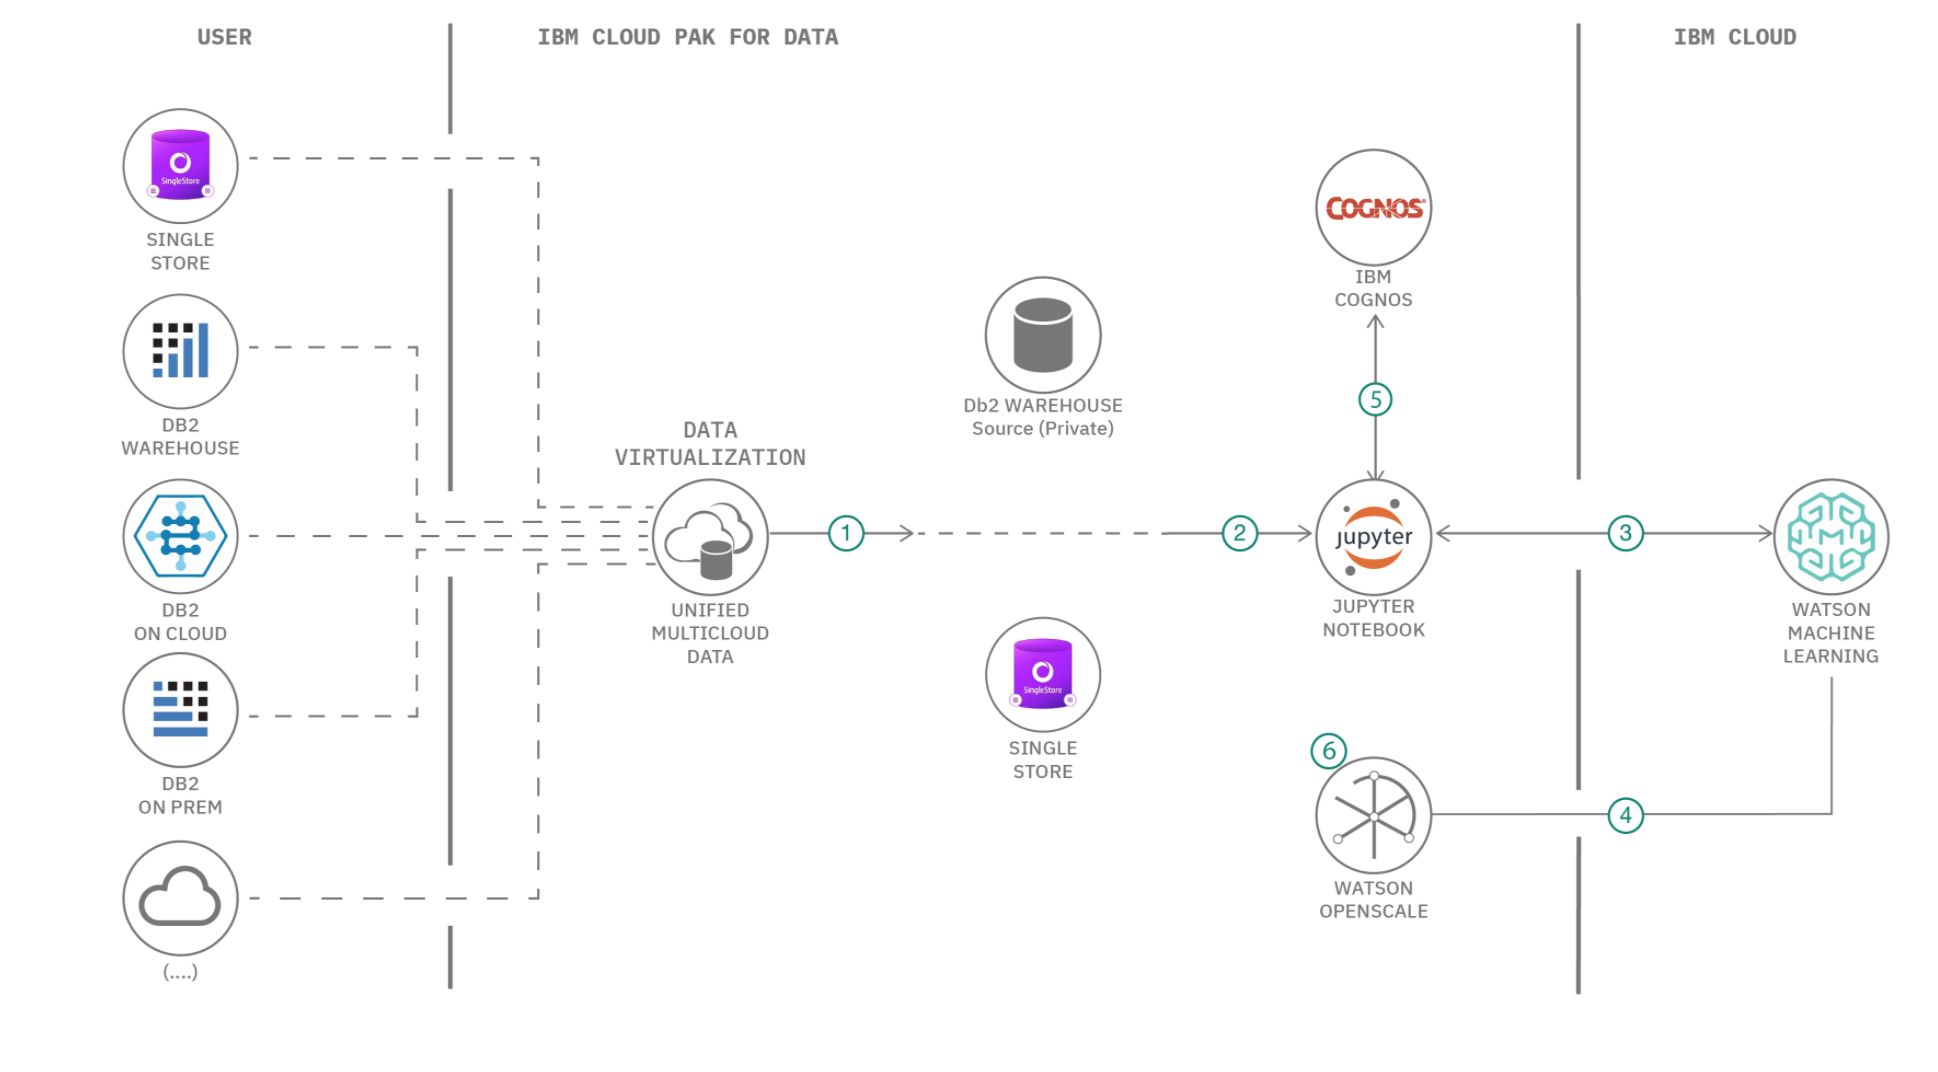 USER
IBM CLOUD PAK FOR DATA
IBM CLOUD
SingleStore
SINGLE
STORE
DB2
WAREHOUSE
DB2
ON CLOUD
DB2
ON PREM
(....)
DATA
VIRTUALIZATION
UNIFIED
MULTICLOUD
DATA
1
Db2 WAREHOUSE
Source (Private)
SingleStore
SINGLE
STORE
2
COGNOS
IBM
COGNOS
5
jupyter
JUPYTER
NOTEBOOK
3
M
WATSON
MACHINE
LEARNING
6
WATSON
OPENSCALE
4